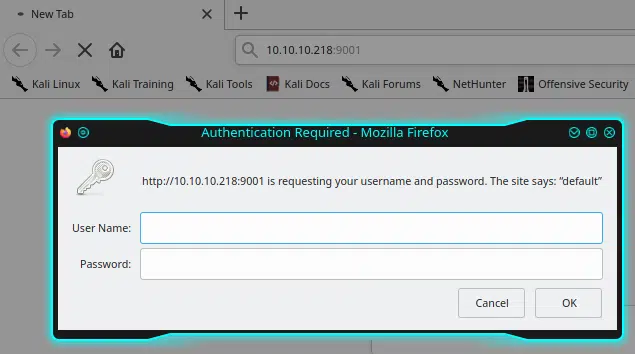 New Tab
10.10.10.218:9001
Kali Linux Kali Training Kali Tools Kali Docs Kali Forums NetHunter Offensive Security
Authentication Required - Mozilla Firefox
http://10.10.10.218:9001 is requesting your username and password. The site says: “default”
User Name:
Password:
Cancel OK